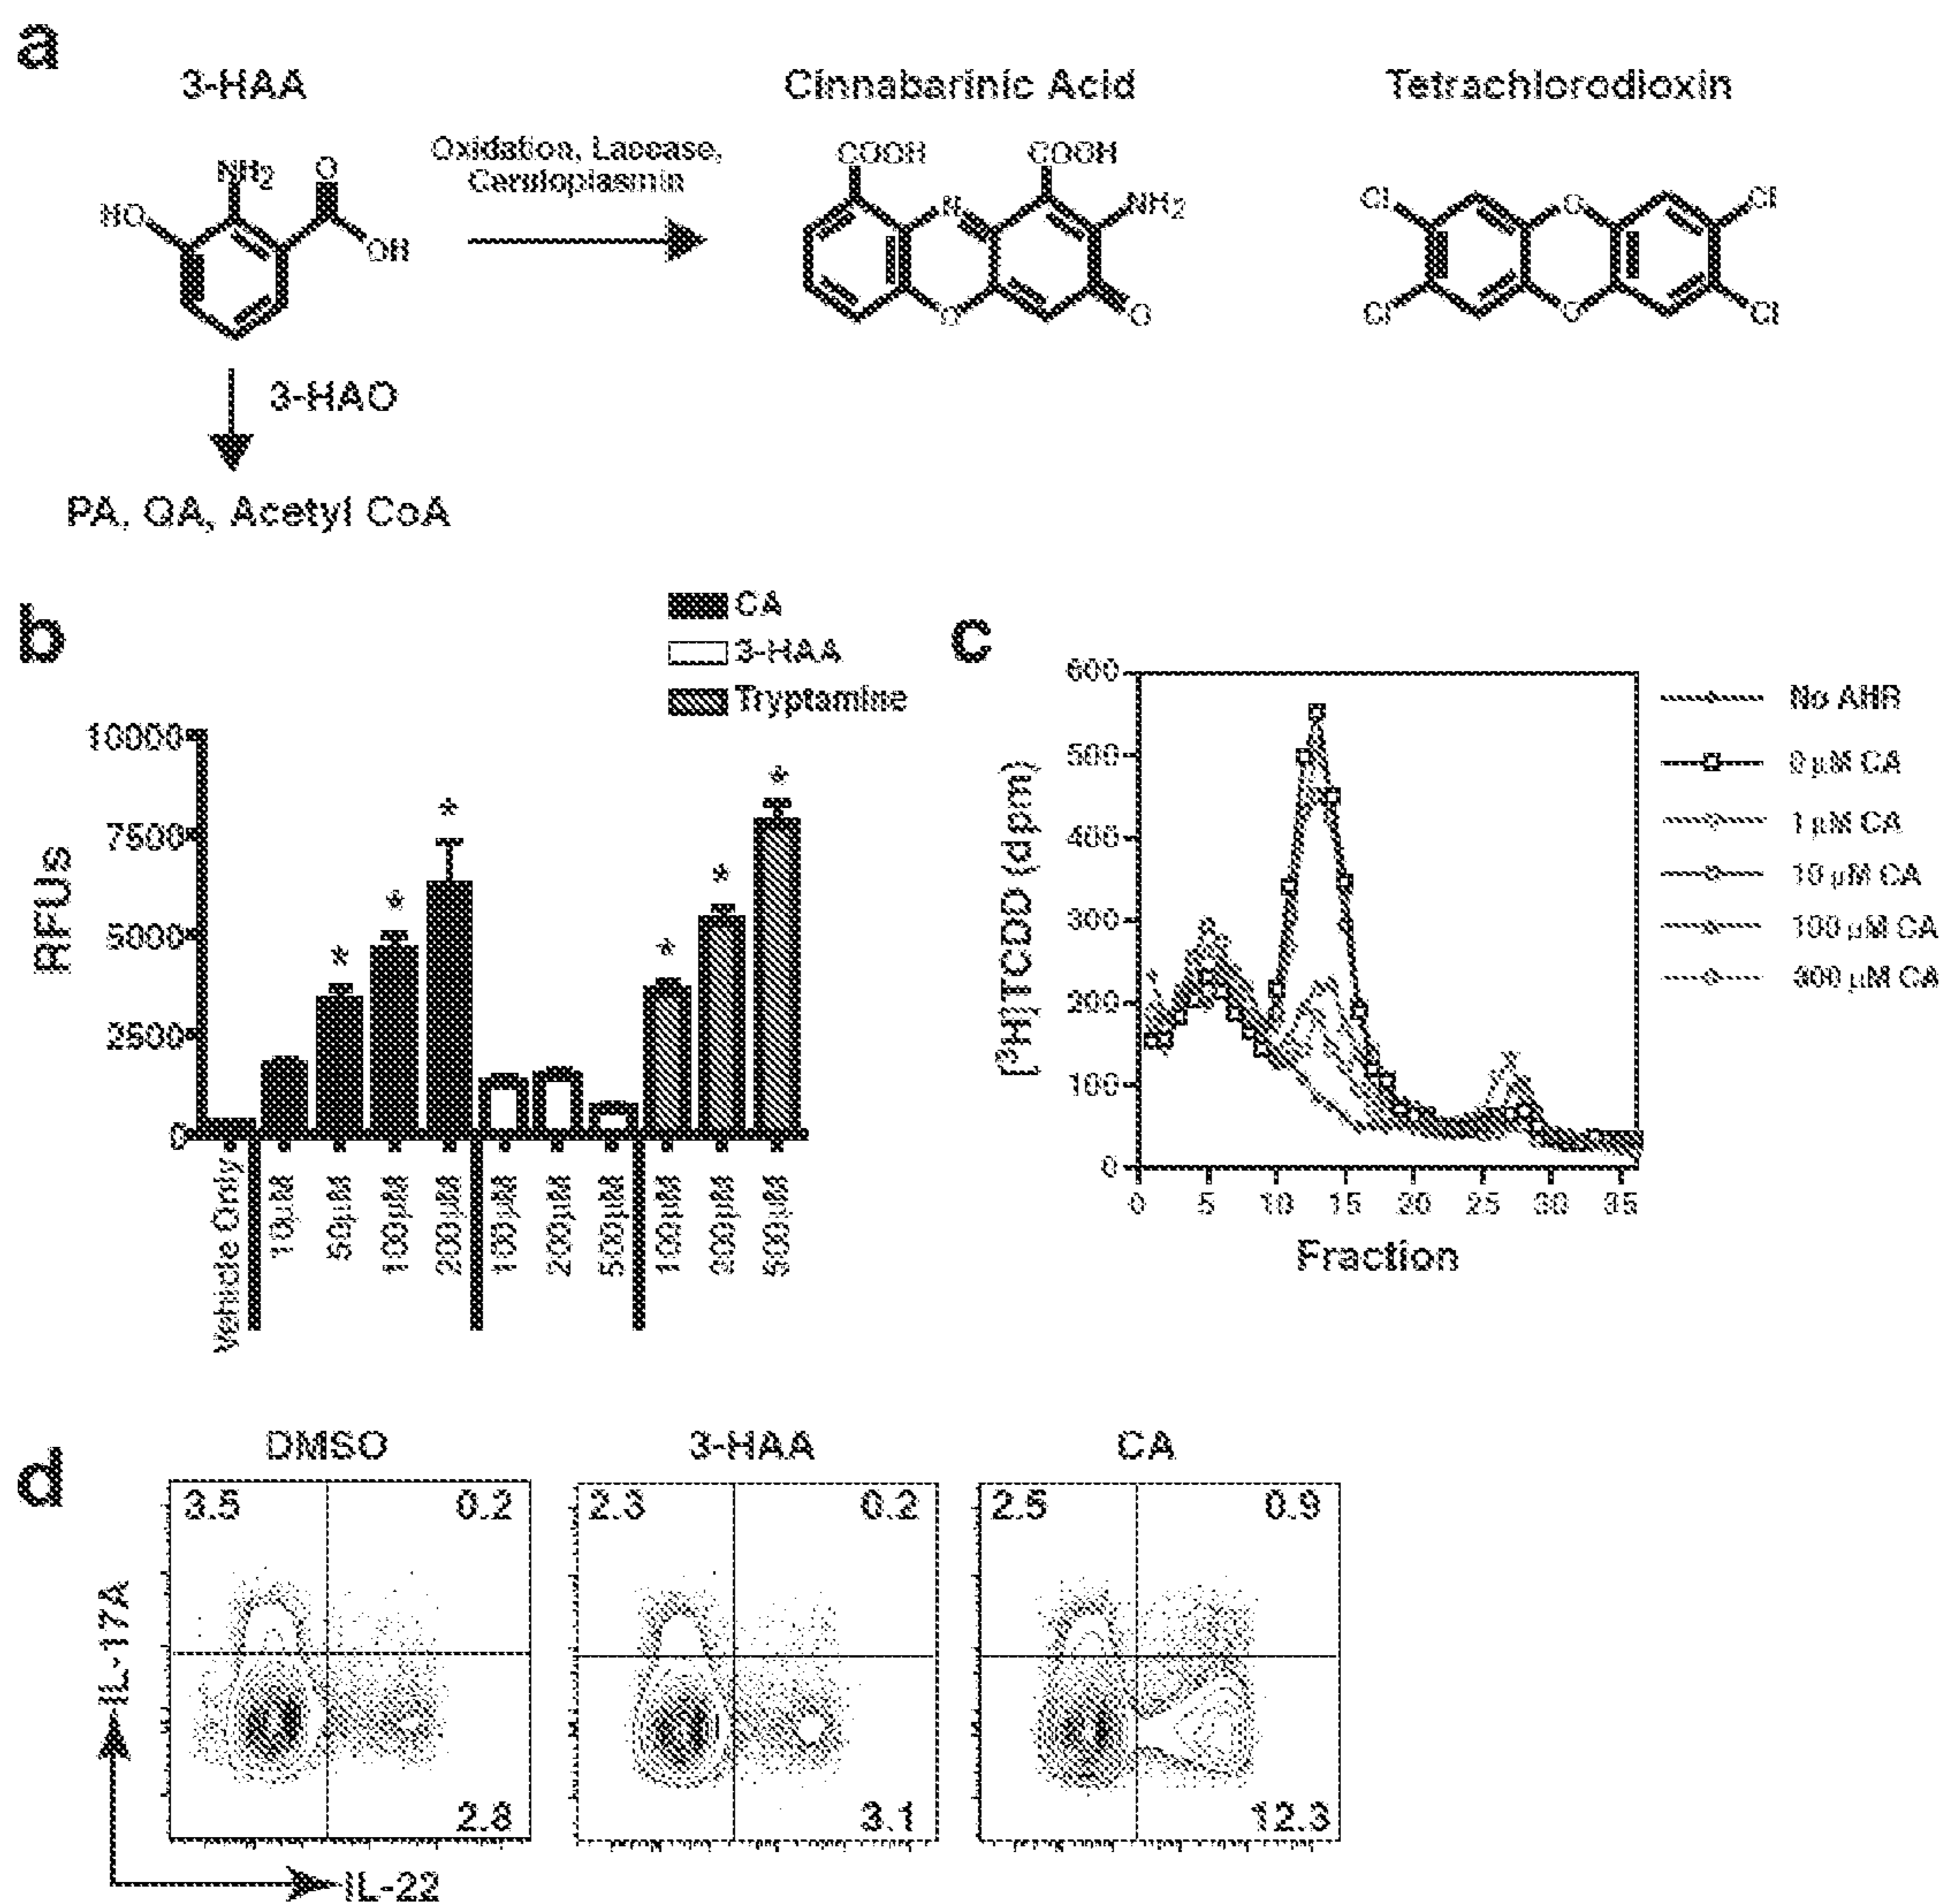 a
3-HAA
Cinnabarinic Acid
Tetrachlorodioxin
Oxidation, Laccase,
Ceruloplasmin
NH2
O
HO
OH
COOH
COOH
N
NH2
O
O
Cl
O
Cl
Cl
O
Cl
3-HAO
PA, QA, Acetyl CoA
b
CA
3-HAA
Tryptamine
RFUs
10000
7500
5000
2500
0
*
*
*
*
*
*
*
Vehicle Only
10µM
50µM
100µM
200µM
100µM
200µM
500µM
100µM
200µM
500µM
c
[³H]TCDD (dpm)
600
500
400
300
200
100
0
0 5 10 15 20 25 30 35
Fraction
No AHR
0 µM CA
1 µM CA
10 µM CA
100 µM CA
µM CA
d
DMSO
3-HAA
CA
3.5 0.2
2.8
2.3 0.2
3.1
2.5 0.9
12.3
IL-17A
IL-22